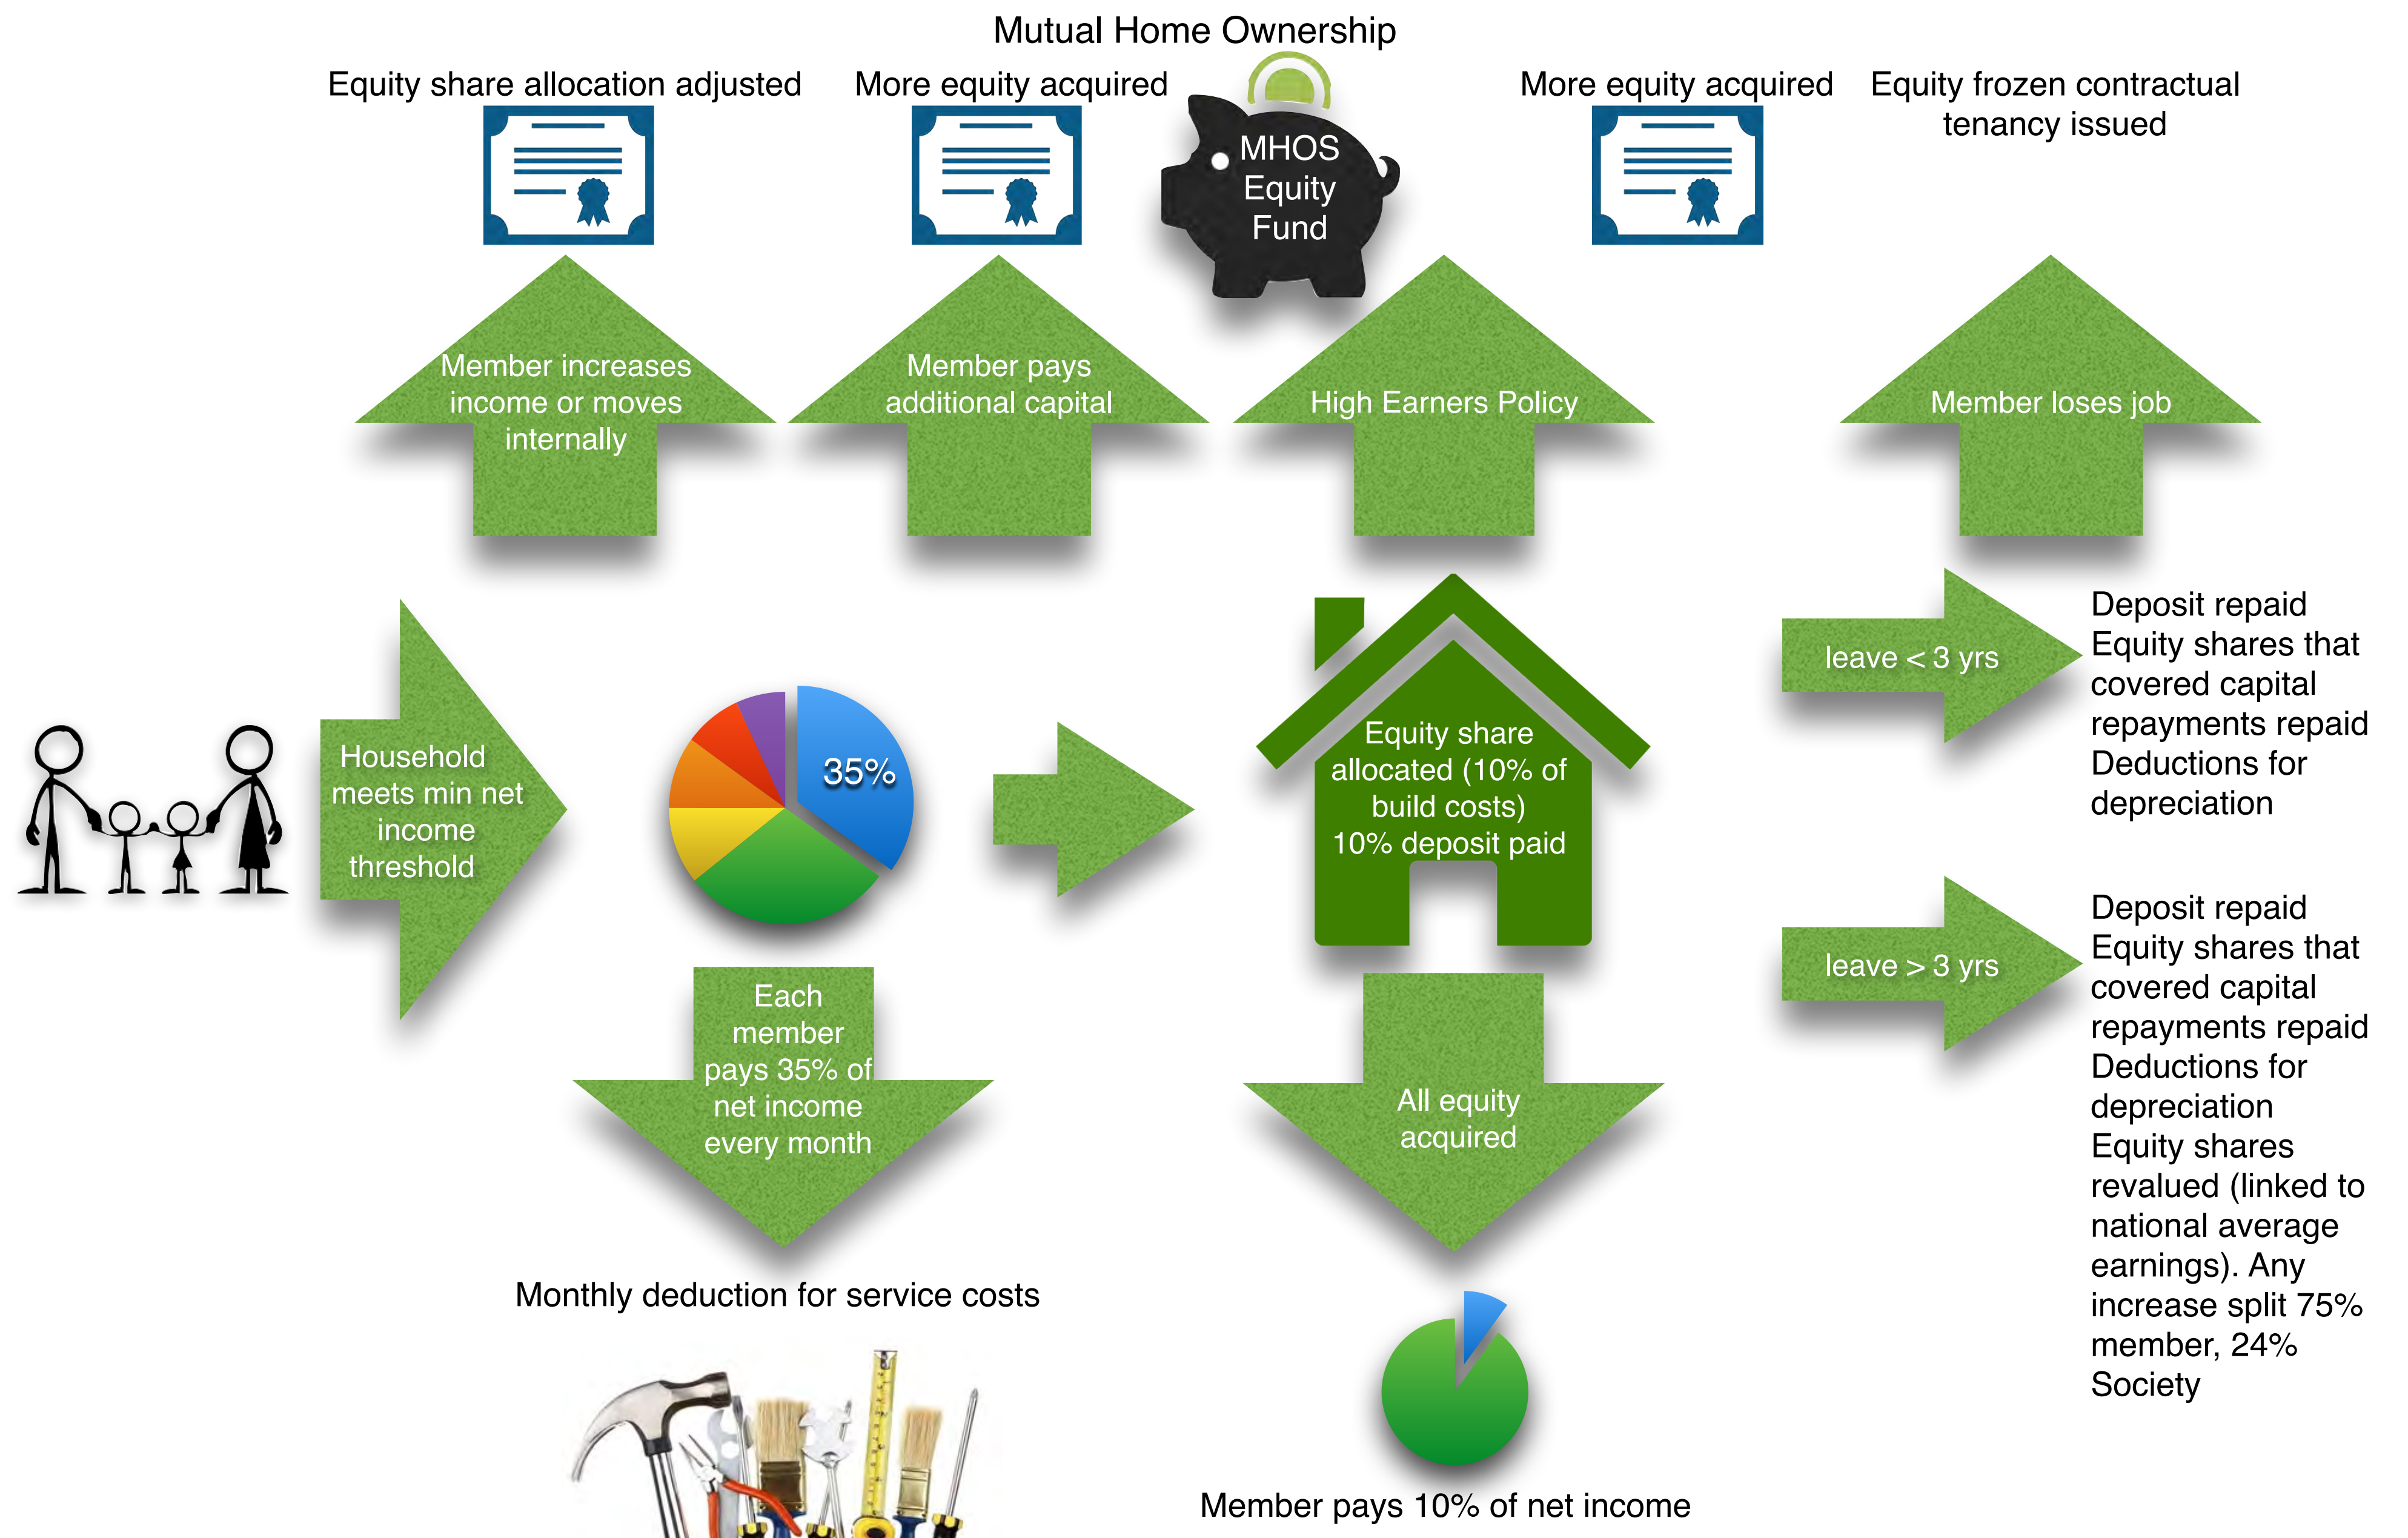 Mutual Home Ownership
Equity share allocation adjusted
More equity acquired
MHOS
Equity
Fund
More equity acquired
Equity frozen contractual
tenancy issued
Member increases
income or moves
internally
Member pays
additional capital
High Earners Policy
Member loses job
Household
meets min net
income
threshold
35%
Equity share
allocated (10% of
build costs)
10% deposit paid
leave < 3 yrs
Deposit repaid
Equity shares that
covered capital
repayments repaid
Deductions for
depreciation
leave > 3 yrs
Deposit repaid
Equity shares that
covered capital
repayments repaid
Deductions for
depreciation
Equity shares
revalued (linked to
national average
earnings). Any
increase split 75%
member, 24%
Society
Each
member
pays 35% of
net income
every month
All equity
acquired
Monthly deduction for service costs
Member pays 10% of net income